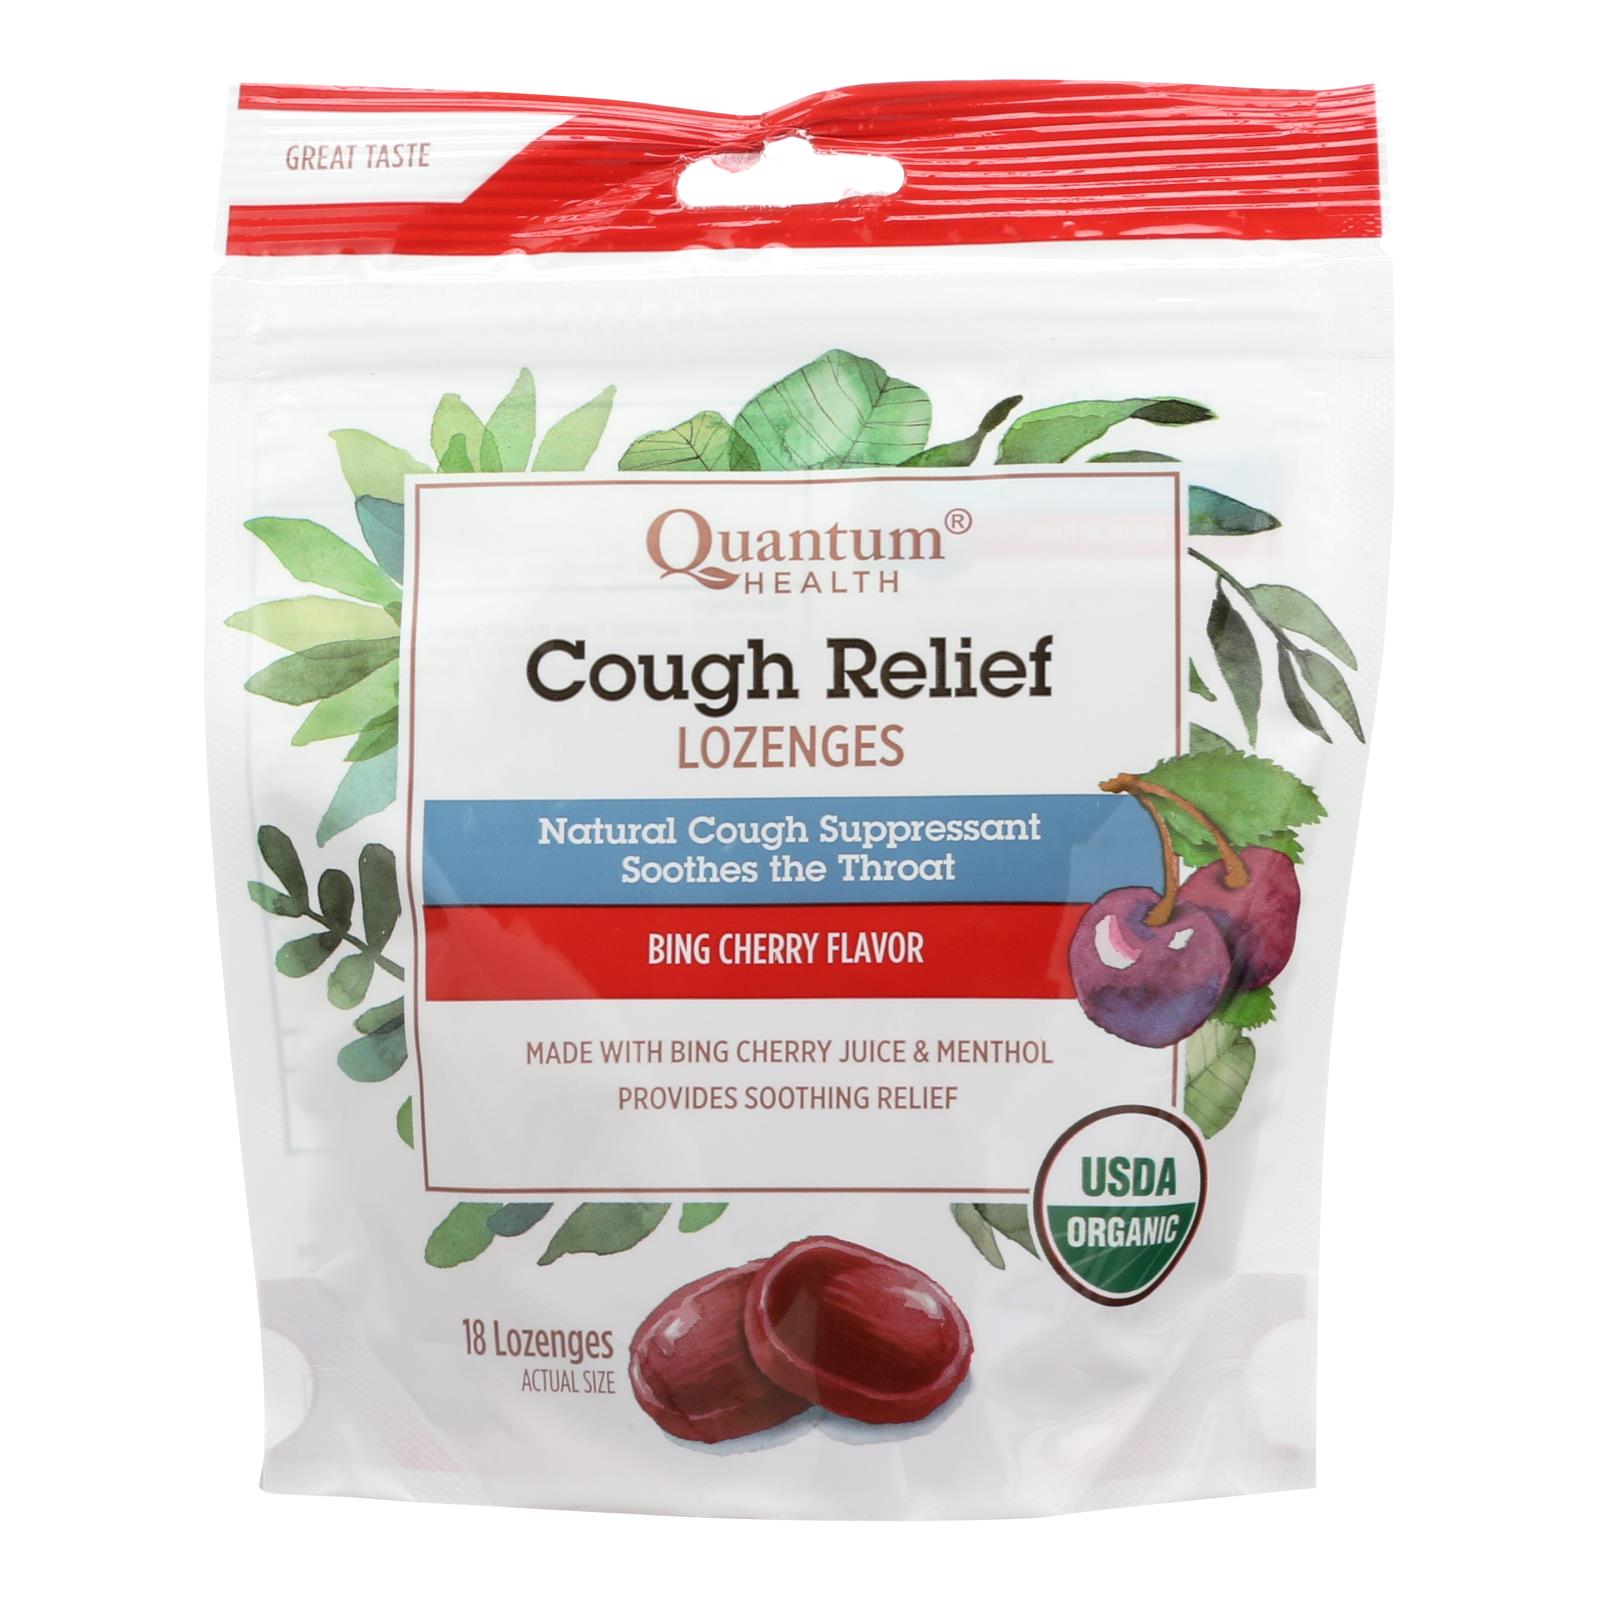 GREAT TASTE
Quantum®
HEALTH
Cough Relief
LOZENGES
Natural Cough Suppressant
Soothes the Throat
BING CHERRY FLAVOR
MADE WITH BING CHERRY JUICE & MENTHOL
PROVIDES SOOTHING RELIEF
USDA
ORGANIC
18 Lozenges
ACTUAL SIZE